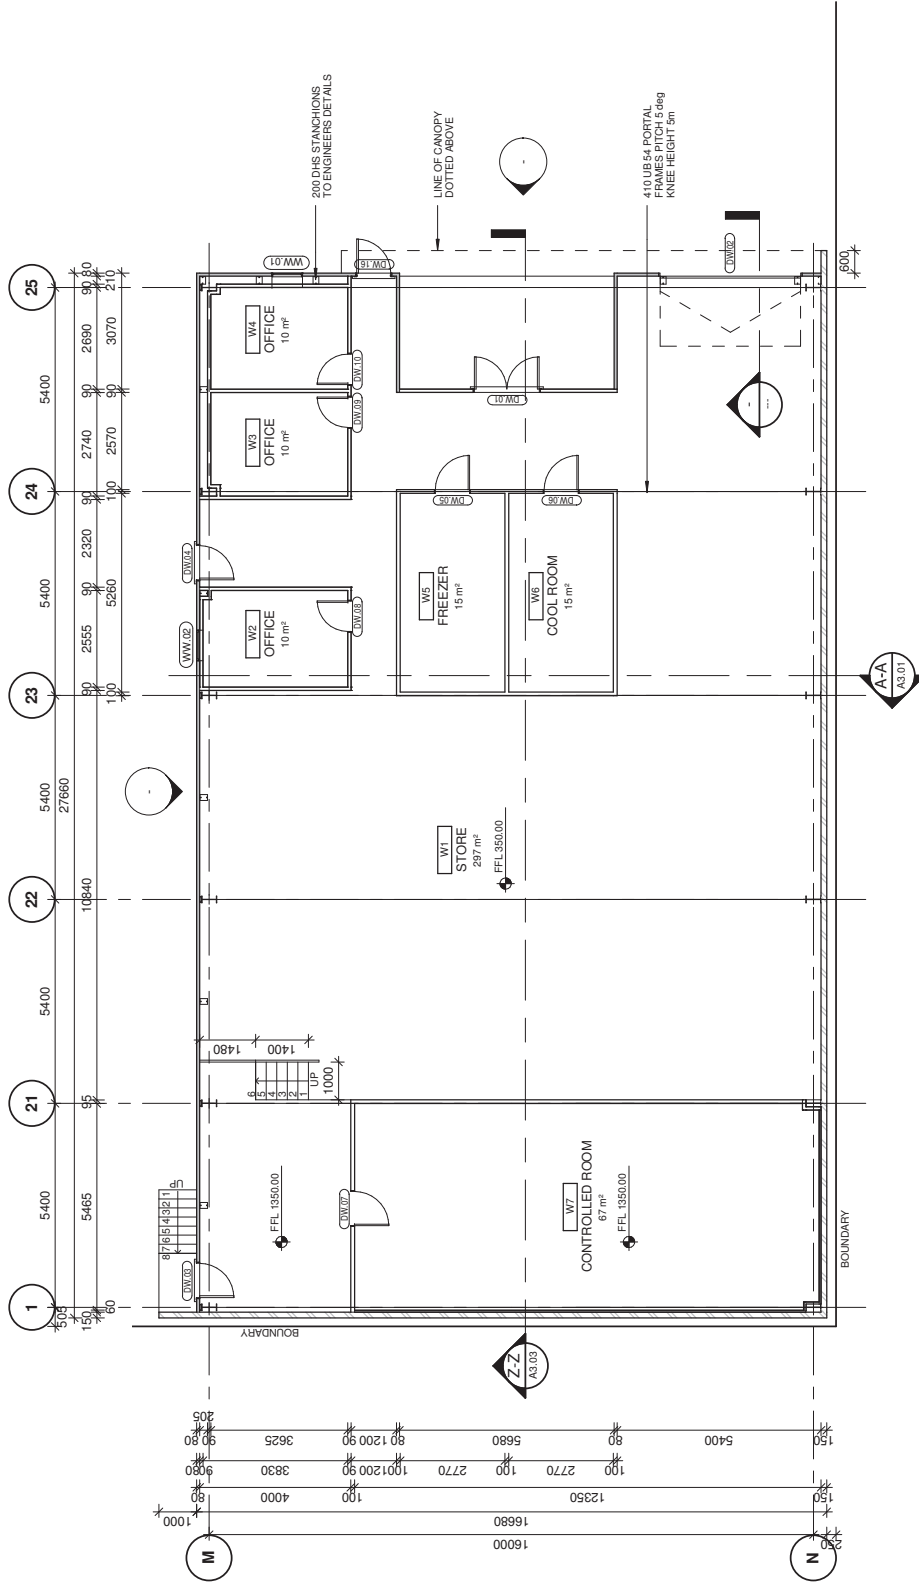 1
21
22
23
24
25
5400
5400
5400
5400
5400
505
27660
150
5465
95
10840
90
2555
90
2320
90
2740
90
2690
90
80
60
100
5260
100
2570
90
3070
210
200 DHS STANCHIONS
TO ENGINEERS DETAILS
LINE OF CANOPY
DOTTED ABOVE
410 UB 54 PORTAL
FRAMES PITCH 5 deg
KNEE HEIGHT 5m
-
-
-
--
600
WW.01
DW.16
DW.02
W4
OFFICE
10 m²
DW.10
W3
OFFICE
10 m²
DW.09
DW.01
DW.04
WW.02
W2
OFFICE
10 m²
DW.08
DW.05
DW.06
W5
FREEZER
15 m²
W6
COOL ROOM
15 m²
A-A
A3.01
W1
STORE
297 m²
FFL 350.00
1480
1400
1000
UP
1
2
3
4
5
6
UP
8 7 6 5 4 3 2 1
DW.03
FFL 1350.00
DW.07
W7
CONTROLLED ROOM
67 m²
FFL 1350.00
BOUNDARY
BOUNDARY
Z-Z
A3.03
205
80
90
3625
90
1200
80
5680
80
5400
150
80
90
3830
90
1200
100
2770
100
2770
100
80
4000
100
12350
150
1000
16680
16000
250
M
N